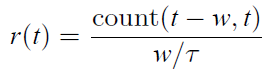 r(t) = count(t − w, t) / w/τ